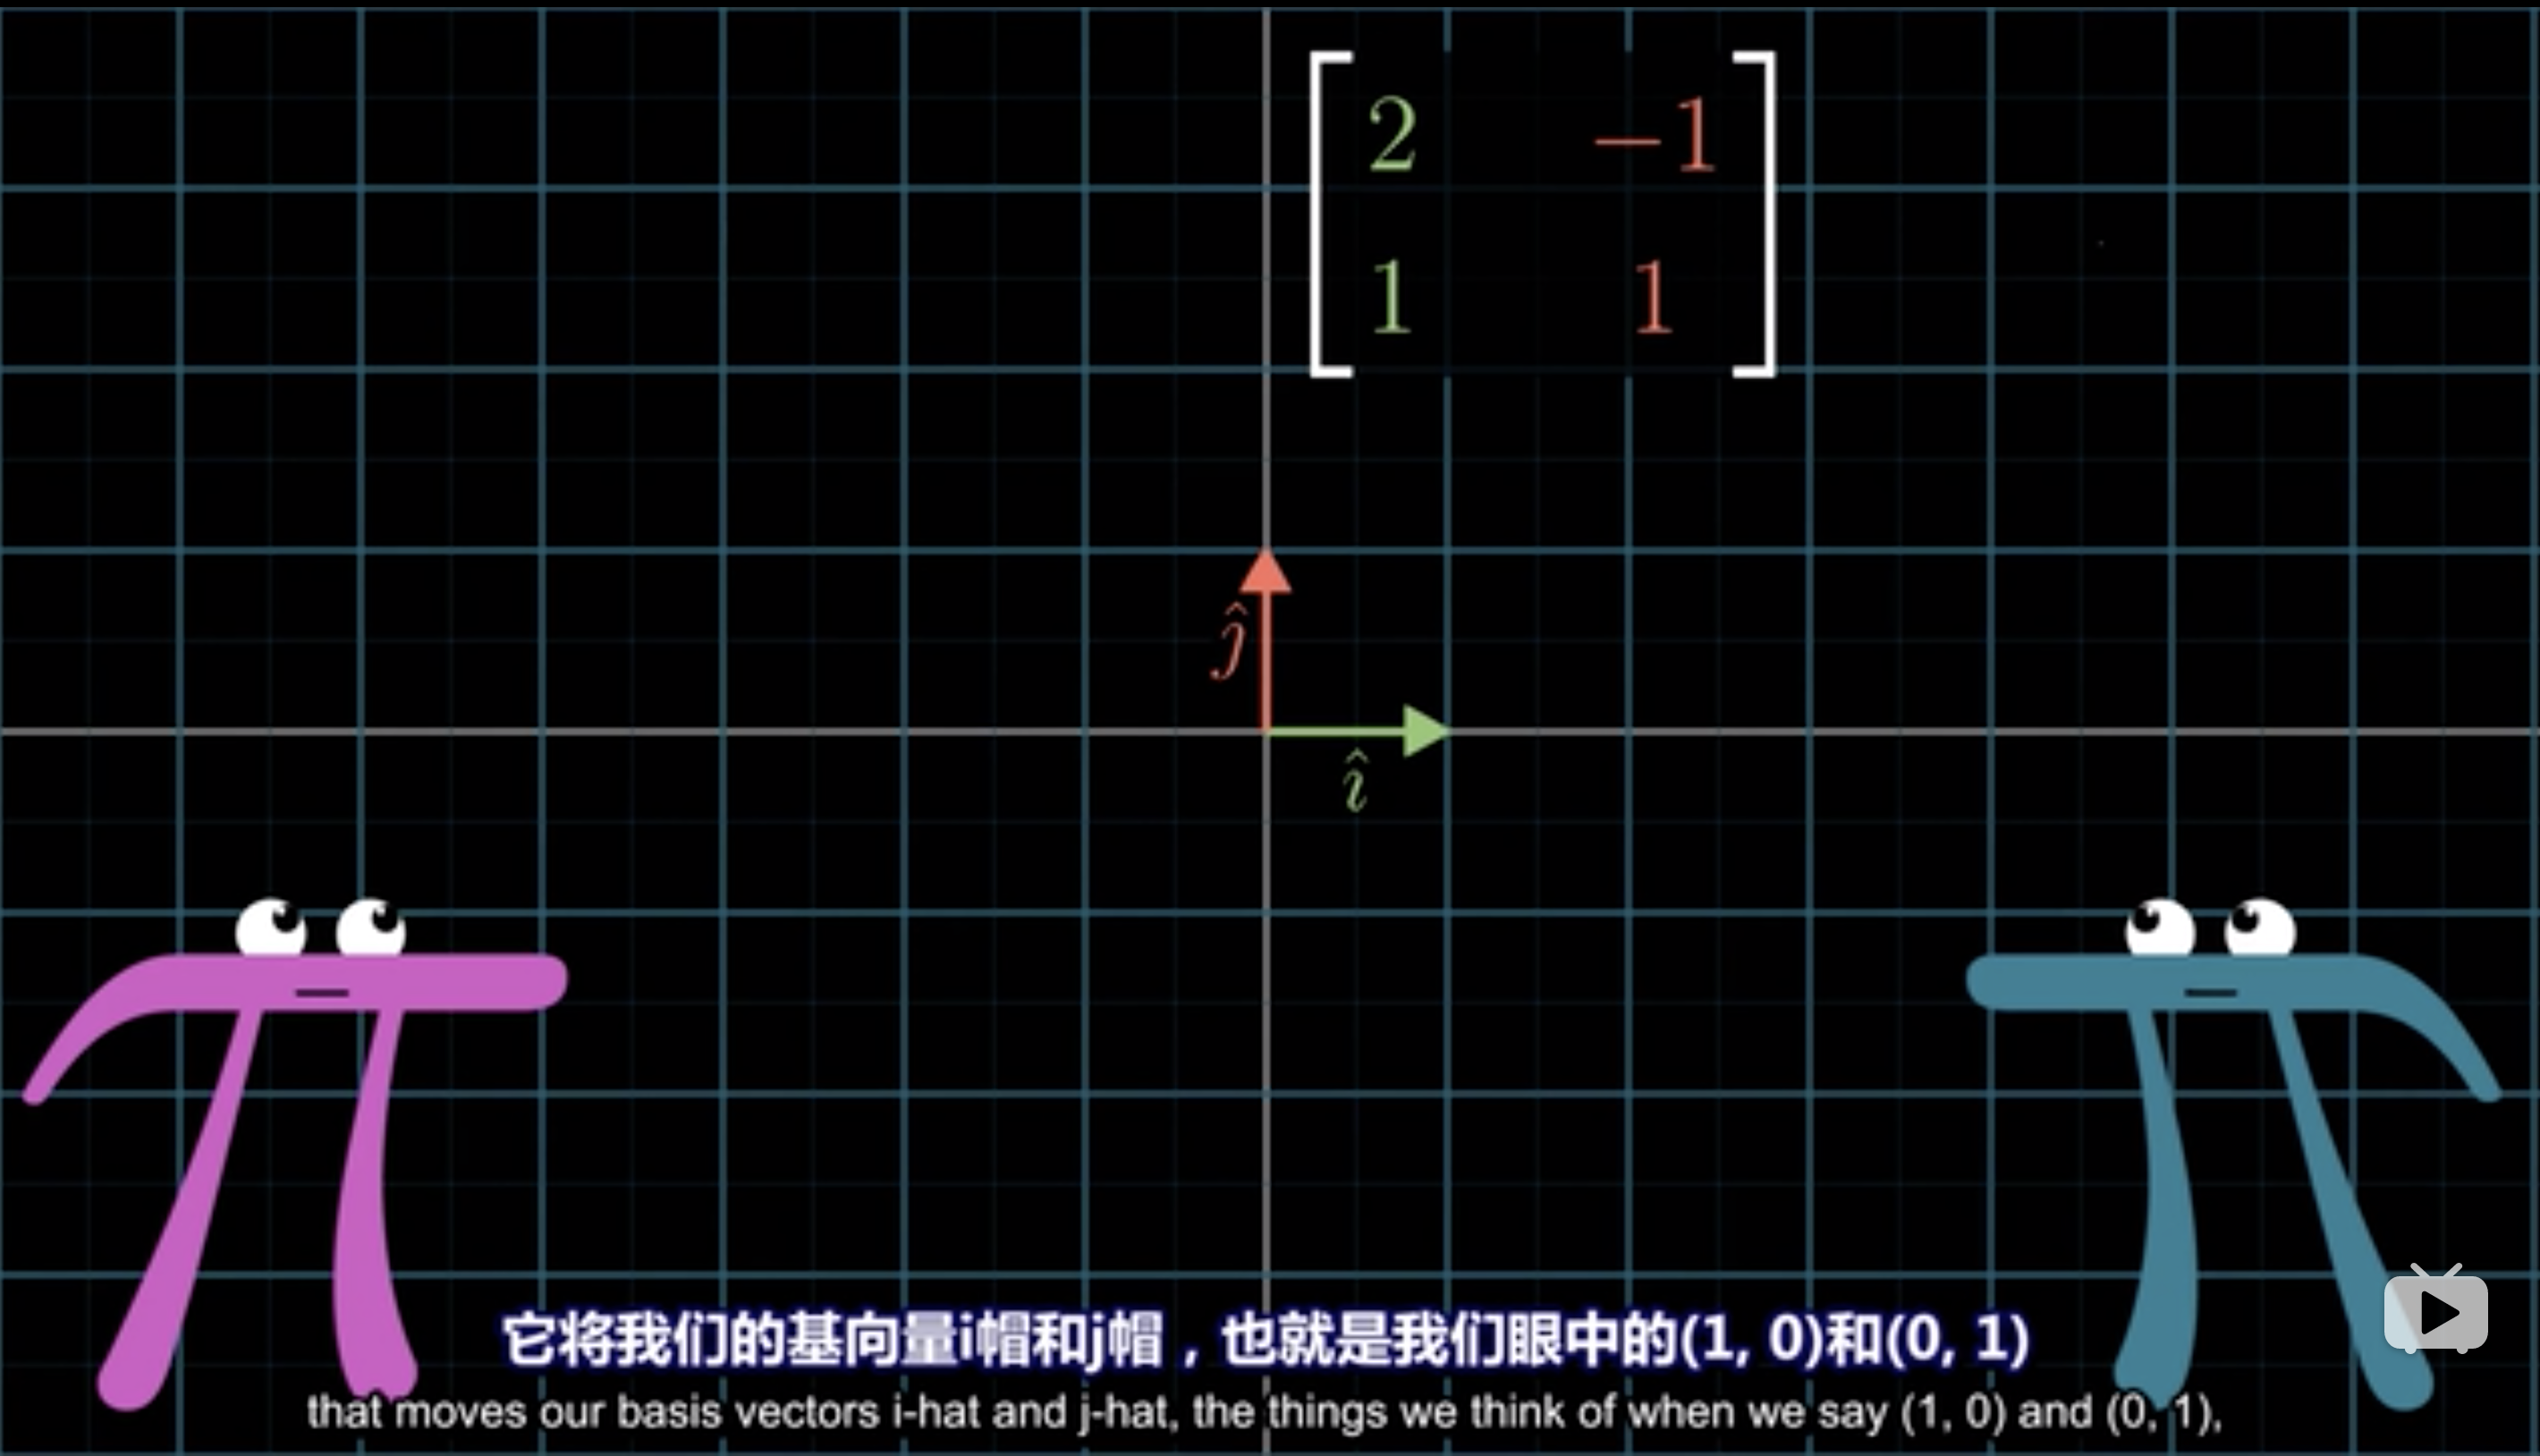 2 −1
1 1
ĵ
î
它将我们的基向量i帽和j帽，也就是我们眼中的(1, 0)和(0, 1)
that moves our basis vectors i-hat and j-hat, the things we think of when we say (1, 0) and (0, 1),